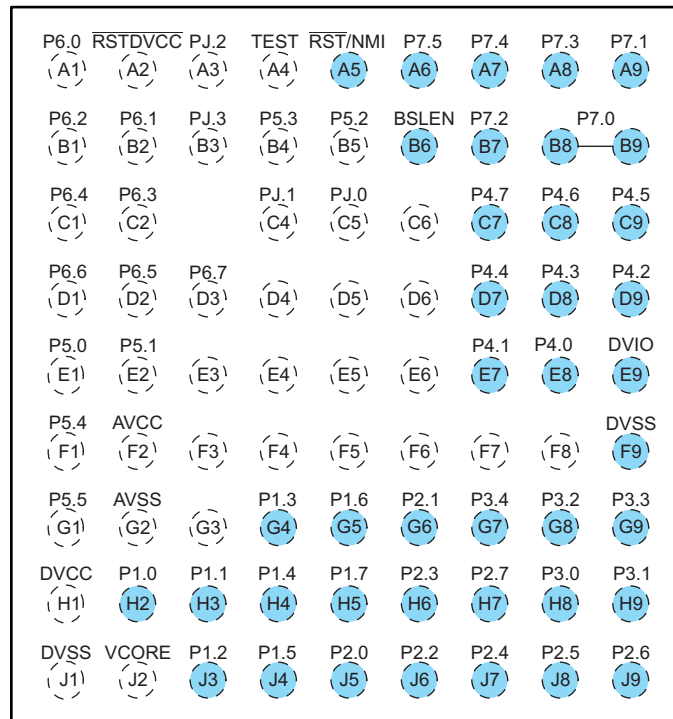 P6.0 RSTDVCC PJ.2 TEST RST/NMI P7.5 P7.4 P7.3 P7.1
A1 A2 A3 A4 A5 A6 A7 A8 A9
P6.2 P6.1 PJ.3 P5.3 P5.2 BSLEN P7.2 P7.0
B1 B2 B3 B4 B5 B6 B7 B8 B9
P6.4 P6.3 PJ.1 PJ.0 P4.7 P4.6 P4.5
C1 C2 C4 C5 C6 C7 C8 C9
P6.6 P6.5 P6.7 P4.4 P4.3 P4.2
D1 D2 D3 D4 D5 D6 D7 D8 D9
P5.0 P5.1 P4.1 P4.0 DVIO
E1 E2 E3 E4 E5 E6 E7 E8 E9
P5.4 AVCC DVSS
F1 F2 F3 F4 F5 F6 F7 F8 F9
P5.5 AVSS P1.3 P1.6 P2.1 P3.4 P3.2 P3.3
G1 G2 G3 G4 G5 G6 G7 G8 G9
DVCC P1.0 P1.1 P1.4 P1.7 P2.3 P2.7 P3.0 P3.1
H1 H2 H3 H4 H5 H6 H7 H8 H9
DVSS VCORE P1.2 P1.5 P2.0 P2.2 P2.4 P2.5 P2.6
J1 J2 J3 J4 J5 J6 J7 J8 J9